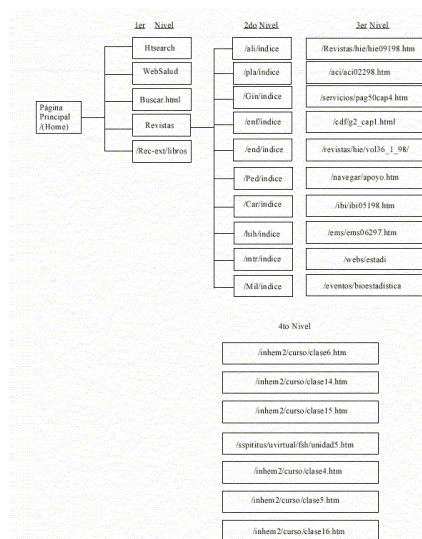 1er Nivel
2do Nivel
3er Nivel
Página
Principal
/(Home)
Htsearch
WebSalud
Buscar.html
Revistas
/Rec-ext/libros
/ali/indice
/pla/indice
/Gin/indice
/enf/indice
/end/indice
/Ped/indice
/Car/indice
/hih/indice
/mtr/indice
/Mil/indice
/Revistas/hie/hie09198.htm
/aci/aci02298.htm
/servicios/pag50cap4.htm
/cdf/g2_cap1.html
/revistas/hie/vol36_1_98/
/navegar/apoyo.htm
/ibi/ibi05198.htm
/ems/ems06297.htm
/webs/estadi
/eventos/bioestadística
4to Nivel
/inhem2/curso/clase6.htm
/inhem2/curso/clase14.htm
/inhem2/curso/clase15.htm
/sspititus/uvirtual/fsh/unidad5.htm
/inhem2/curso/clase4.htm
/inhem2/curso/clase5.htm
/inhem2/curso/clase16.htm